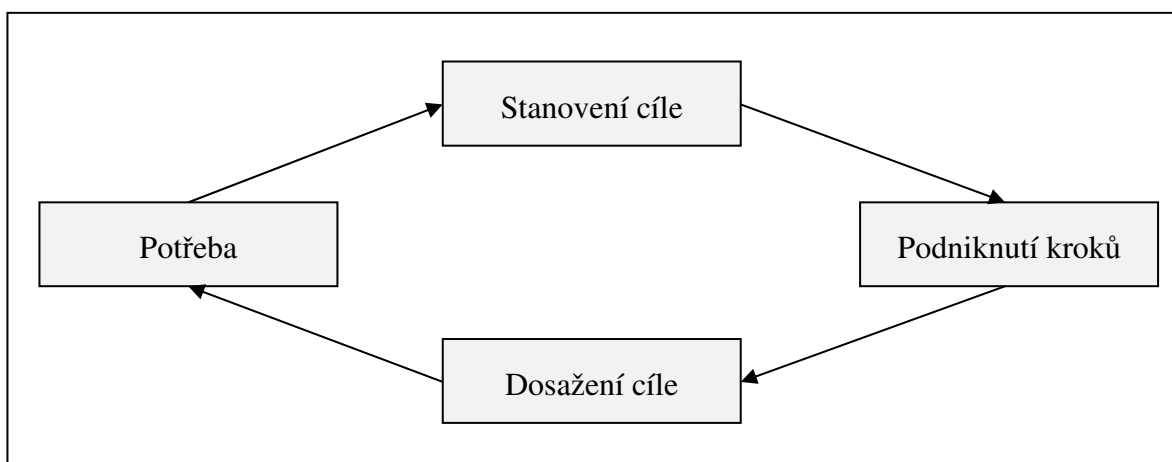 Stanovení cíle
Potřeba
Podniknutí kroků
Dosažení cíle